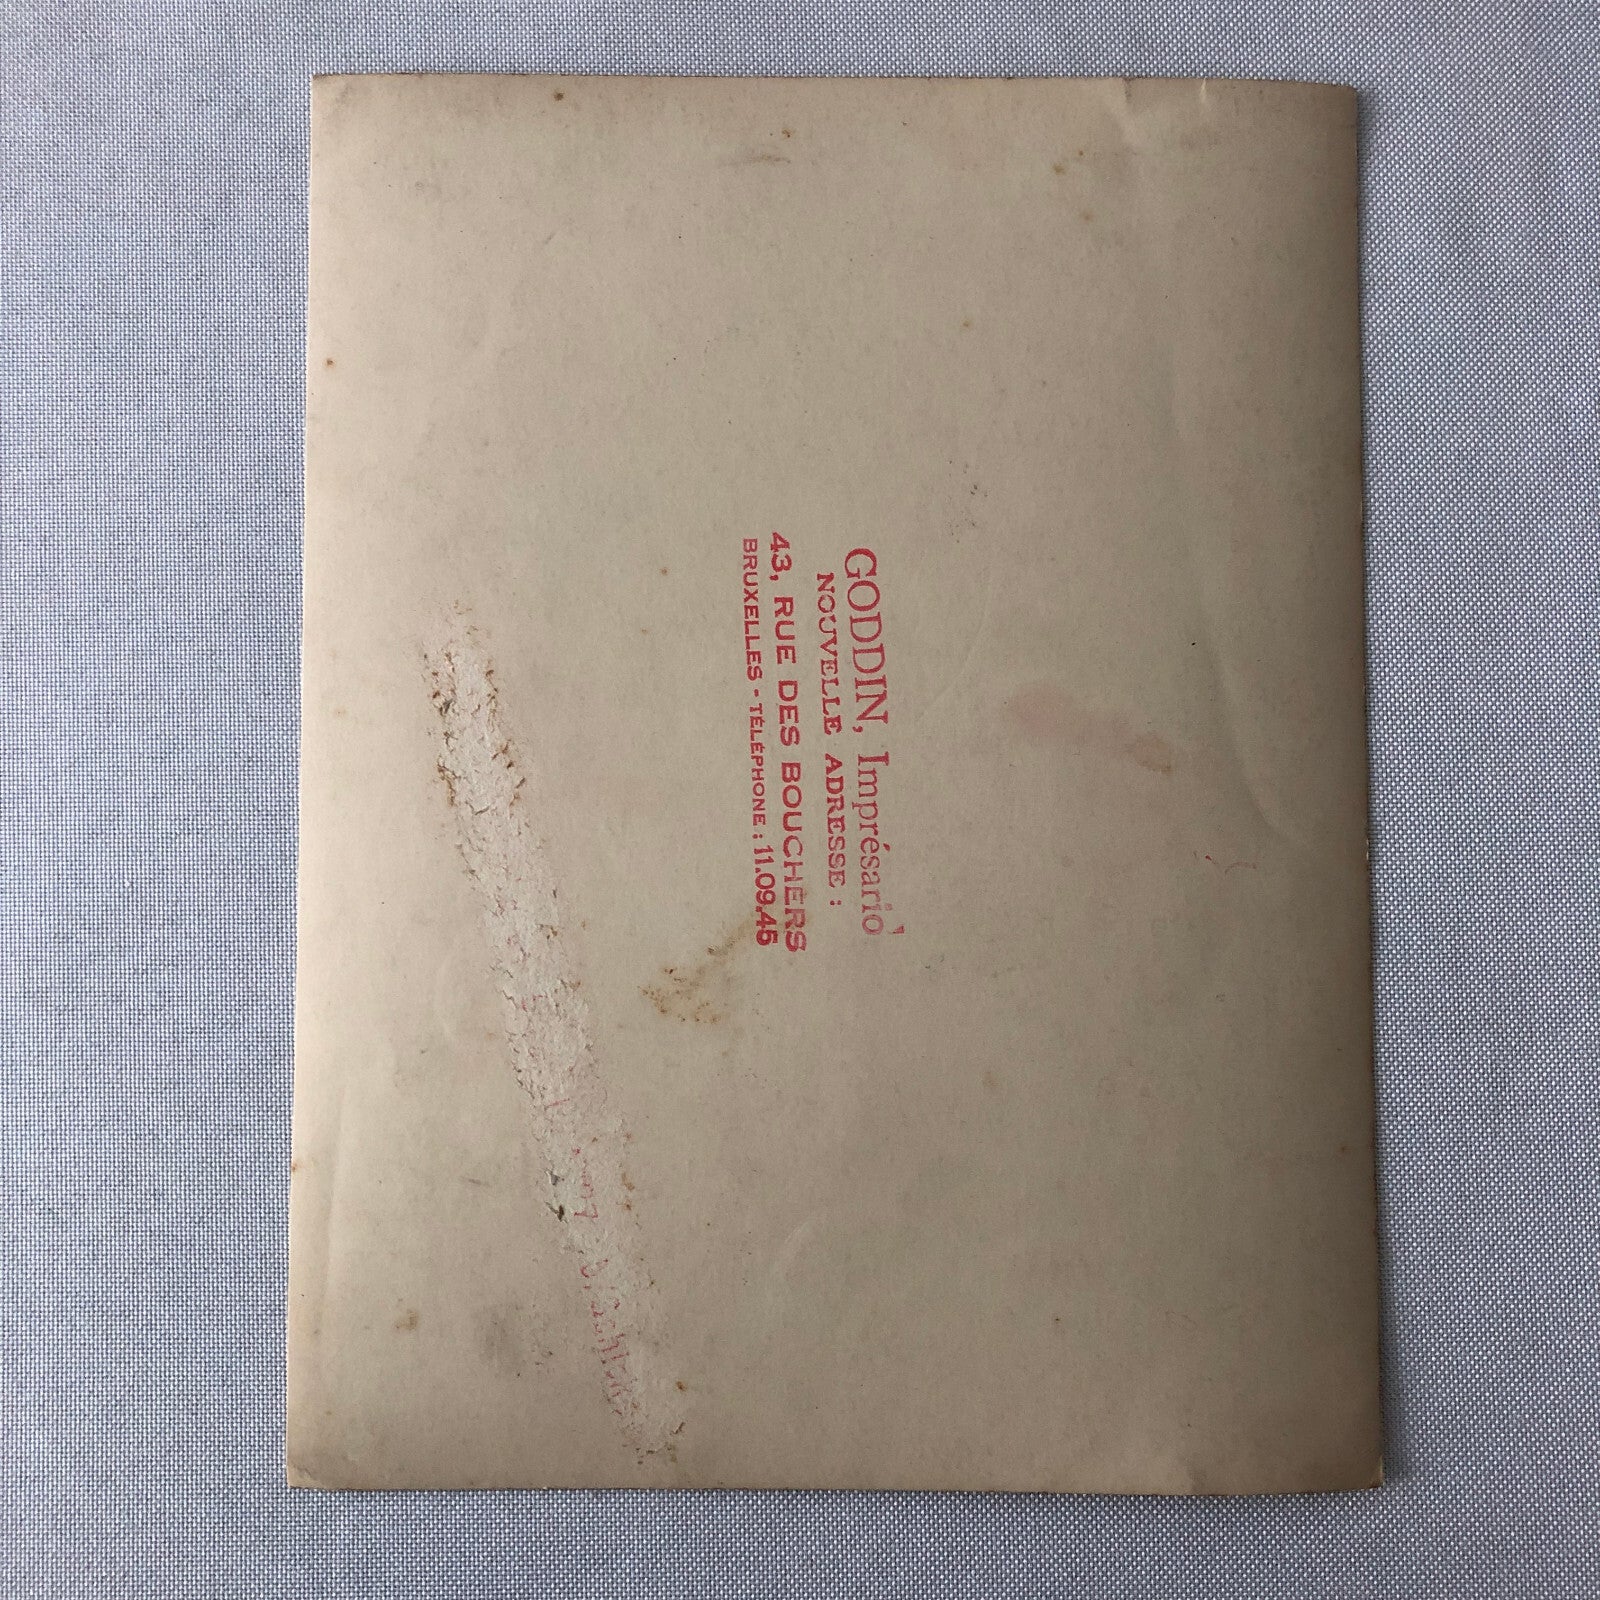 GODDIN, Imprésario
NOUVELLE ADRESSE :
43, RUE DES BOUCHERS
BRUXELLES - TÉLÉPHONE : 11.09.45